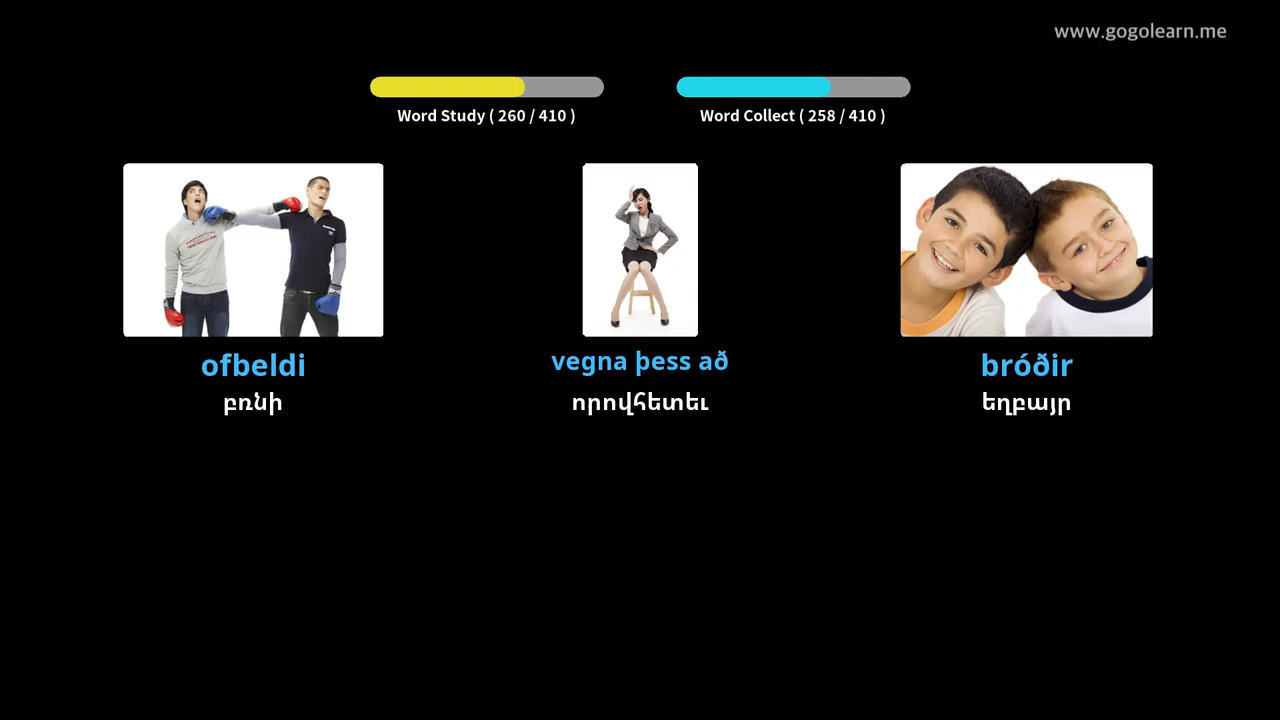 www.gogolearn.me
Word Study ( 260 / 410 )
Word Collect ( 258 / 410 )
ofbeldi
vegna þess að
bróðir
բռնի
որովհետեւ
եղբայր